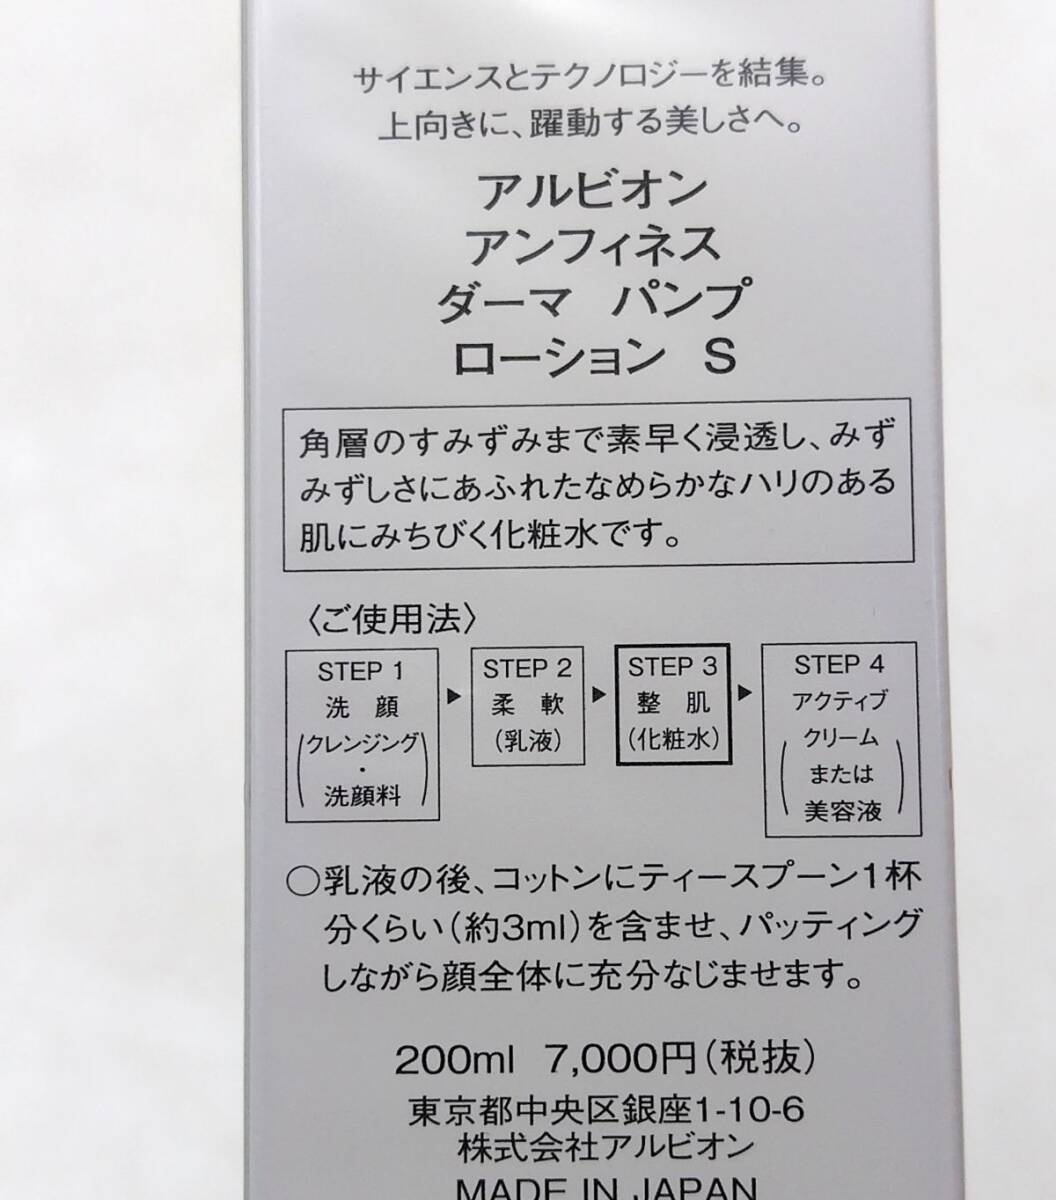 サイエンスとテクノロジーを結集。
上向きに、躍動する美しさへ。
アルビオン
アンフィネス
ダーマ パンプ
ローション S
角層のすみずみまで素早く浸透し、みず
みずしさにあふれたなめらかなハリのある
肌にみちびく化粧水です。
〈ご使用法〉
STEP 1
洗 顔
(クレンジング
・
洗顔料)
▶
STEP 2
柔 軟
(乳液)
▶
STEP 3
整 肌
(化粧水)
▶
STEP 4
アクティブ
(クリーム
または
美容液)
○乳液の後、コットンにティースプーン1杯
分くらい(約3ml)を含ませ、パッティング
しながら顔全体に充分なじませます。
200ml 7,000円(税抜)
東京都中央区銀座1-10-6
株式会社アルビオン
MADE IN JAPAN